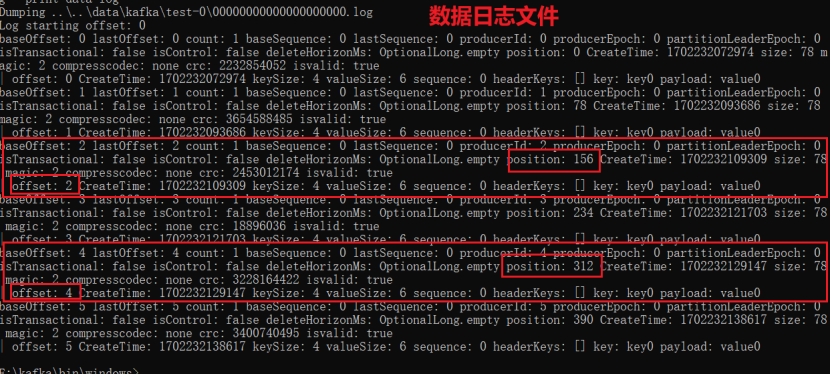 g --print-data-log
Dumping ..\..\data\kafka\test-0\00000000000000000000.log
数据日志文件
Log starting offset: 0
baseOffset: 0 lastOffset: 0 count: 1 baseSequence: 0 lastSequence: 0 producerId: 0 producerEpoch: 0 partitionLeaderEpoch: 0
isTransactional: false isControl: false deleteHorizonMs: OptionalLong.empty position: 0 CreateTime: 1702232072974 size: 78 m
agic: 2 compresscodec: none crc: 2232854052 isvalid: true
| offset: 0 CreateTime: 1702232072974 keySize: 4 valueSize: 6 sequence: 0 headerKeys: [] key: key0 payload: value0
baseOffset: 1 lastOffset: 1 count: 1 baseSequence: 0 lastSequence: 0 producerId: 1 producerEpoch: 0 partitionLeaderEpoch: 0
isTransactional: false isControl: false deleteHorizonMs: OptionalLong.empty position: 78 CreateTime: 1702232093686 size: 78
magic: 2 compresscodec: none crc: 3654588485 isvalid: true
| offset: 1 CreateTime: 1702232093686 keySize: 4 valueSize: 6 sequence: 0 headerKeys: [] key: key0 payload: value0
baseOffset: 2 lastOffset: 2 count: 1 baseSequence: 0 lastSequence: 0 producerId: 2 producerEpoch: 0 partitionLeaderEpoch: 0
isTransactional: false isControl: false deleteHorizonMs: OptionalLong.empty position: 156 CreateTime: 1702232109309 size: 78
magic: 2 compresscodec: none crc: 2453012174 isvalid: true
| offset: 2 CreateTime: 1702232109309 keySize: 4 valueSize: 6 sequence: 0 headerKeys: [] key: key0 payload: value0
baseOffset: 3 lastOffset: 3 count: 1 baseSequence: 0 lastSequence: 0 producerId: 3 producerEpoch: 0 partitionLeaderEpoch: 0
isTransactional: false isControl: false deleteHorizonMs: OptionalLong.empty position: 234 CreateTime: 1702232121703 size: 78
magic: 2 compresscodec: none crc: 18896036 isvalid: true
| offset: 3 CreateTime: 1702232121703 keySize: 4 valueSize: 6 sequence: 0 headerKeys: [] key: key0 payload: value0
baseOffset: 4 lastOffset: 4 count: 1 baseSequence: 0 lastSequence: 0 producerId: 4 producerEpoch: 0 partitionLeaderEpoch: 0
isTransactional: false isControl: false deleteHorizonMs: OptionalLong.empty position: 312 CreateTime: 1702232129147 size: 78
magic: 2 compresscodec: none crc: 3228164422 isvalid: true
| offset: 4 CreateTime: 1702232129147 keySize: 4 valueSize: 6 sequence: 0 headerKeys: [] key: key0 payload: value0
baseOffset: 5 lastOffset: 5 count: 1 baseSequence: 0 lastSequence: 0 producerId: 5 producerEpoch: 0 partitionLeaderEpoch: 0
isTransactional: false isControl: false deleteHorizonMs: OptionalLong.empty position: 390 CreateTime: 1702232138617 size: 78
magic: 2 compresscodec: none crc: 3400740495 isvalid: true
| offset: 5 CreateTime: 1702232138617 keySize: 4 valueSize: 6 sequence: 0 headerKeys: [] key: key0 payload: value0
E:\kafka\bin\windows>